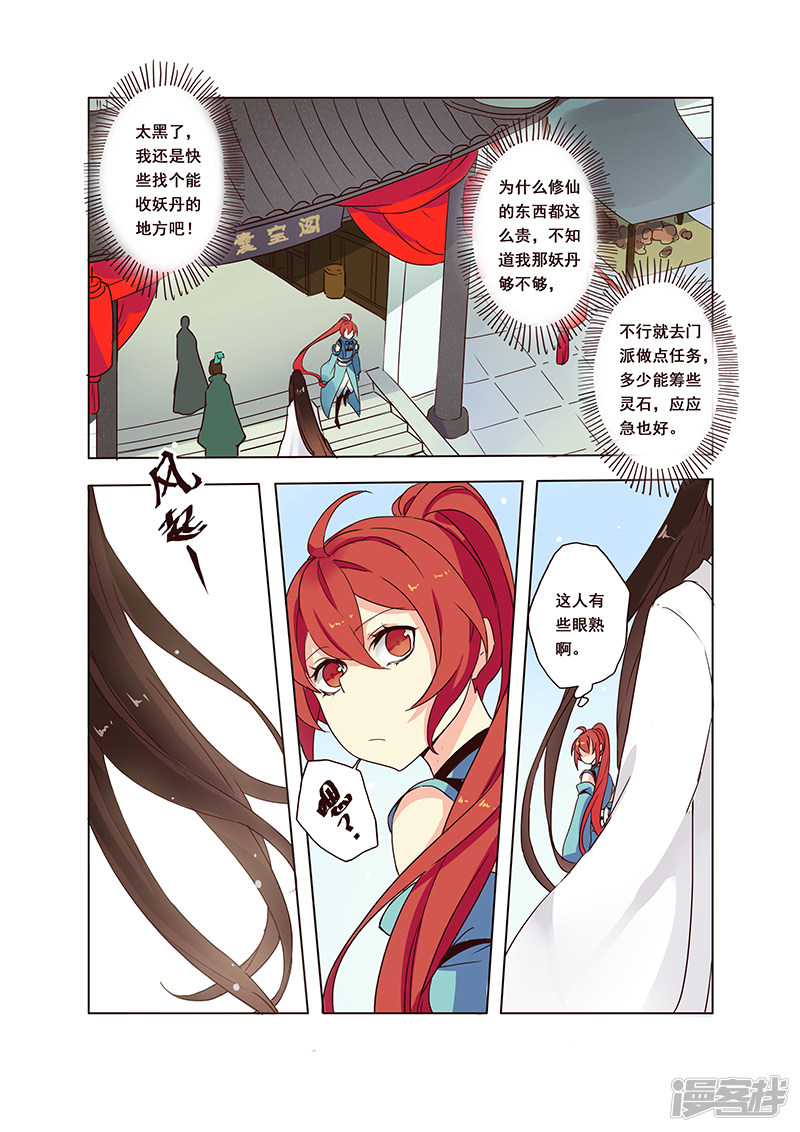 太黑了，
我还是快
些找个能
收妖丹的
地方吧！
为什么修仙
的东西都这
么贵，不知
道我那妖丹
够不够，
不行就去门
派做点任务，
多少能筹些
灵石，应应
急也好。
阁宝囊
风起！
嗯？
这人有
些眼熟
啊。
漫客栈